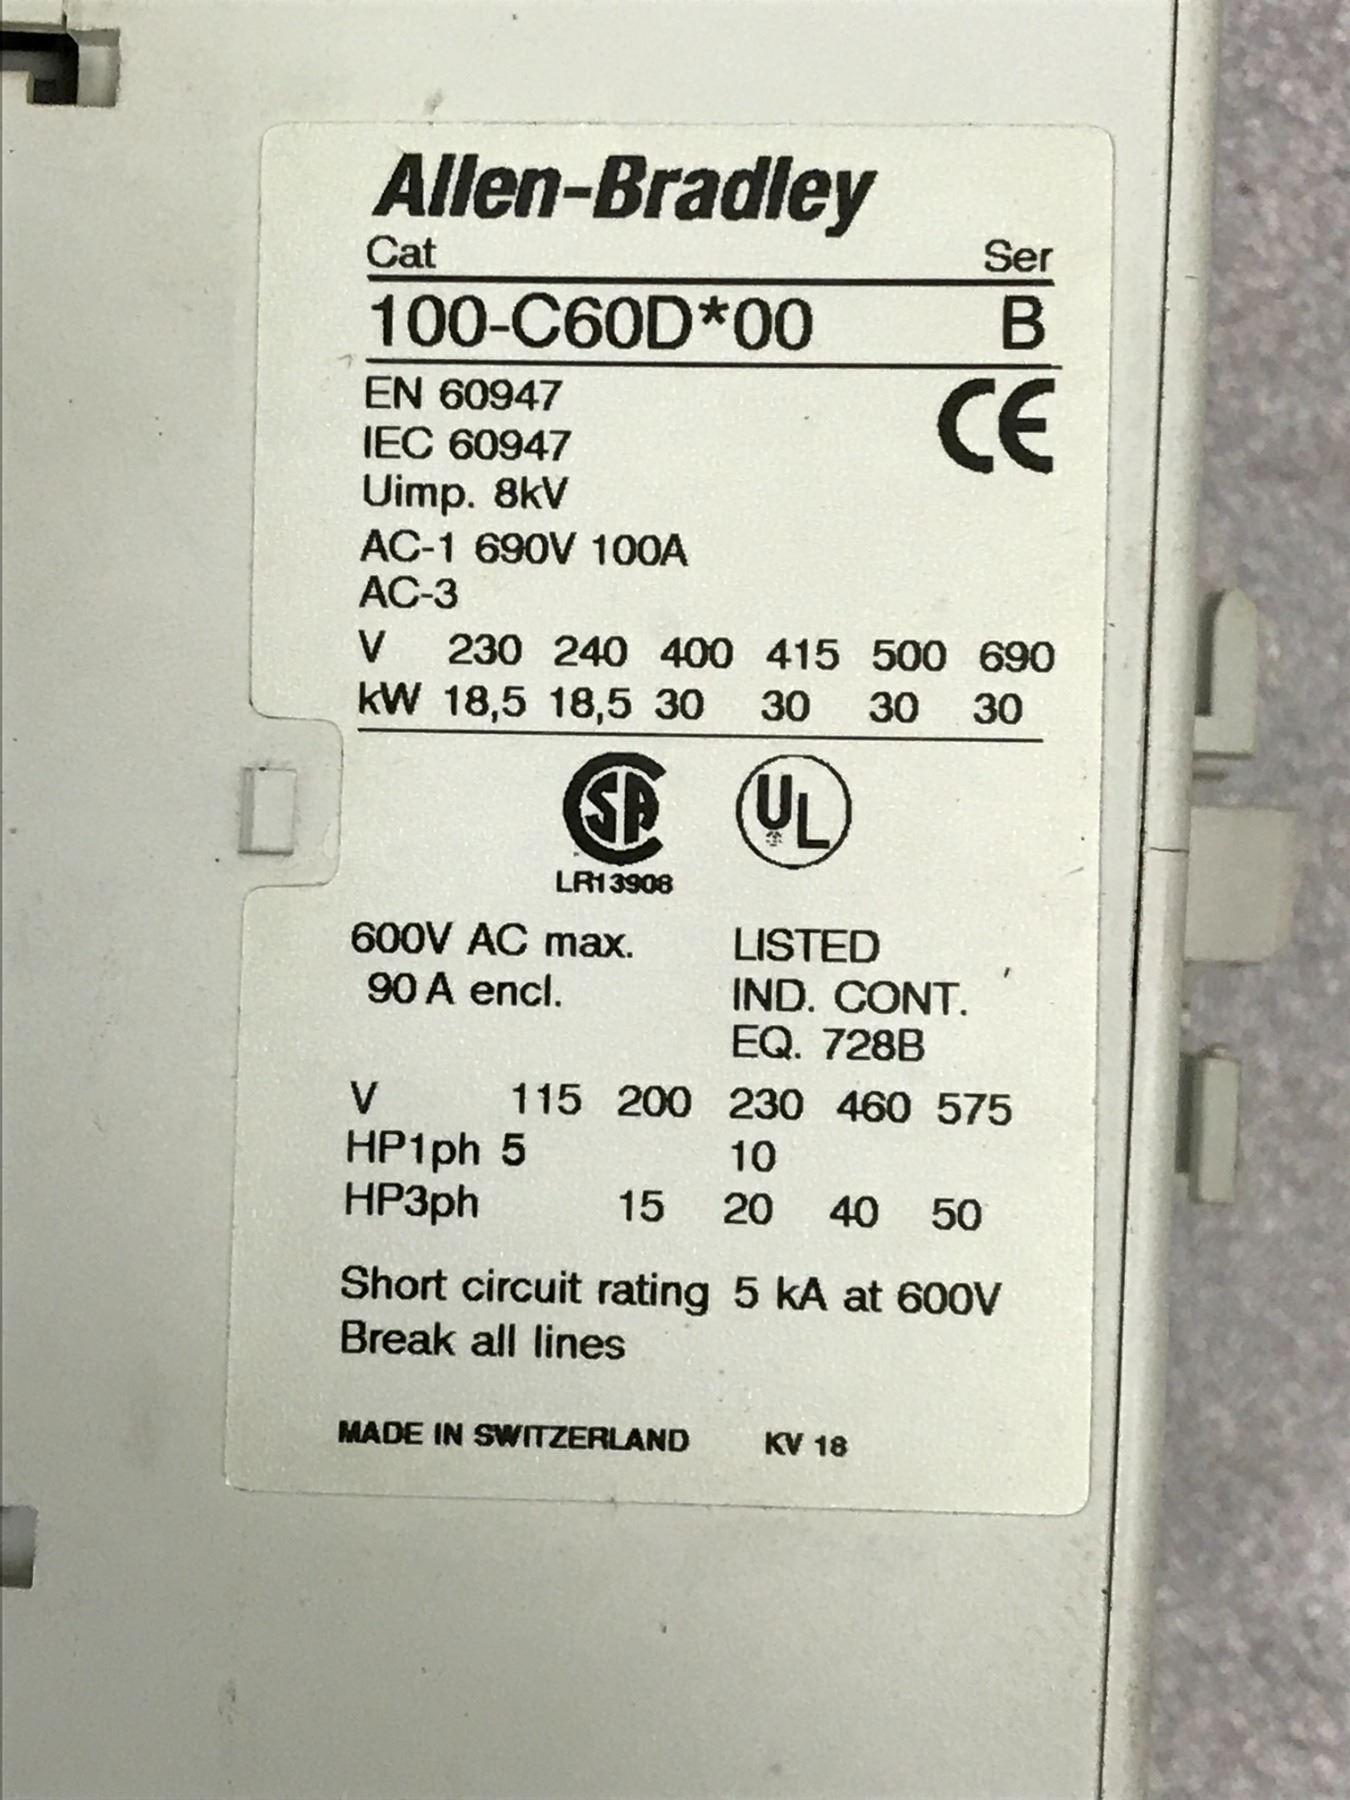 Allen-Bradley
Cat Ser
100-C60D*00 B
EN 60947
IEC 60947
CE
Uimp. 8kV
AC-1 690V 100A
AC-3
V 230 240 400 415 500 690
kW 18,5 18,5 30 30 30 30
CSA UL
LR13908
600V AC max. LISTED
90 A encl. IND. CONT.
EQ. 728B
V 115 200 230 460 575
HP1ph 5 10
HP3ph 15 20 40 50
Short circuit rating 5 kA at 600V
Break all lines
MADE IN SWITZERLAND KV 18